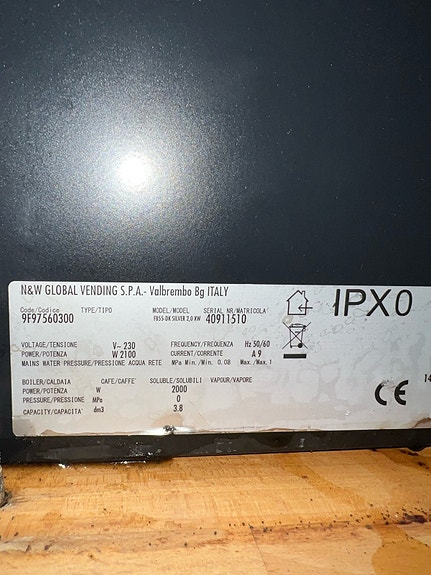 N&W GLOBAL VENDING S.P.A.- Valbrembo Bg ITALY
Code/Codice TYPE/TIPO MODEL/MODEL SERIAL NR/MATRICOLA
9F97560300 FB55-DK SILVER 2,0 KW 40911510
IPX0
VOLTAGE/TENSIONE V~ 230 FREQUENCY/FREQUENZA Hz 50/60
POWER/POTENZA W 2100 CURRENT/CORRENTE A 9
MAINS WATER PRESSURE/PRESSIONE ACQUA RETE MPa Min./Min. 0.08 Max./Max. 1
BOILER/CALDAIA CAFE/CAFFE' SOLUBLE/SOLUBILI VAPOUR/VAPORE
POWER/POTENZA W 2000
PRESSURE/PRESSIONE MPa 0
CAPACITY/CAPACITA' dm3 3.8
CE
14